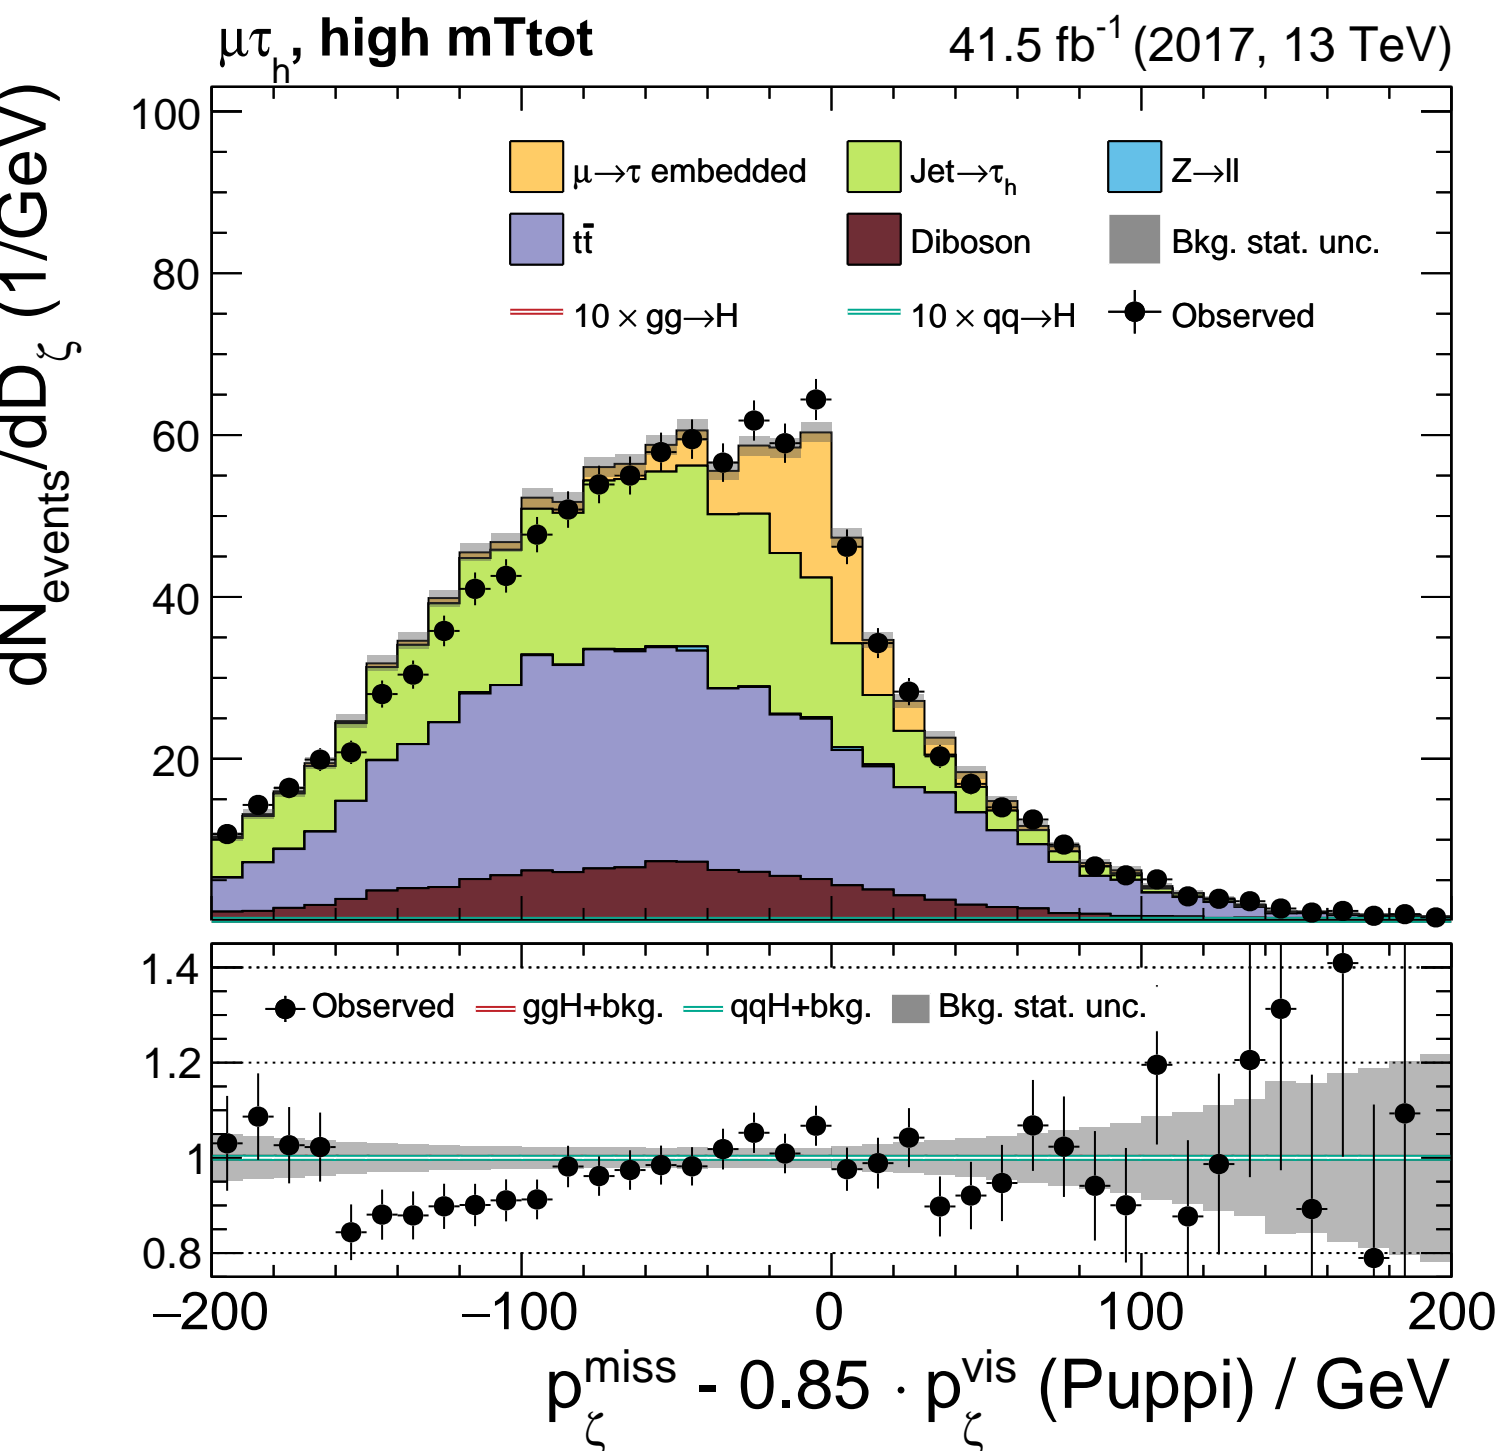 μτh, high mTtot
41.5 fb-1 (2017, 13 TeV)
dNevents/dDζ (1/GeV)
100
80
60
40
20
μ→τ embedded
Jet→τh
Z→ll
tt̄
Diboson
Bkg. stat. unc.
10 × gg→H
10 × qq→H
Observed
1.4
1.2
1
0.8
Observed
ggH+bkg.
qqH+bkg.
Bkg. stat. unc.
−200
−100
0
100
200
pζmiss - 0.85 · pζvis (Puppi) / GeV